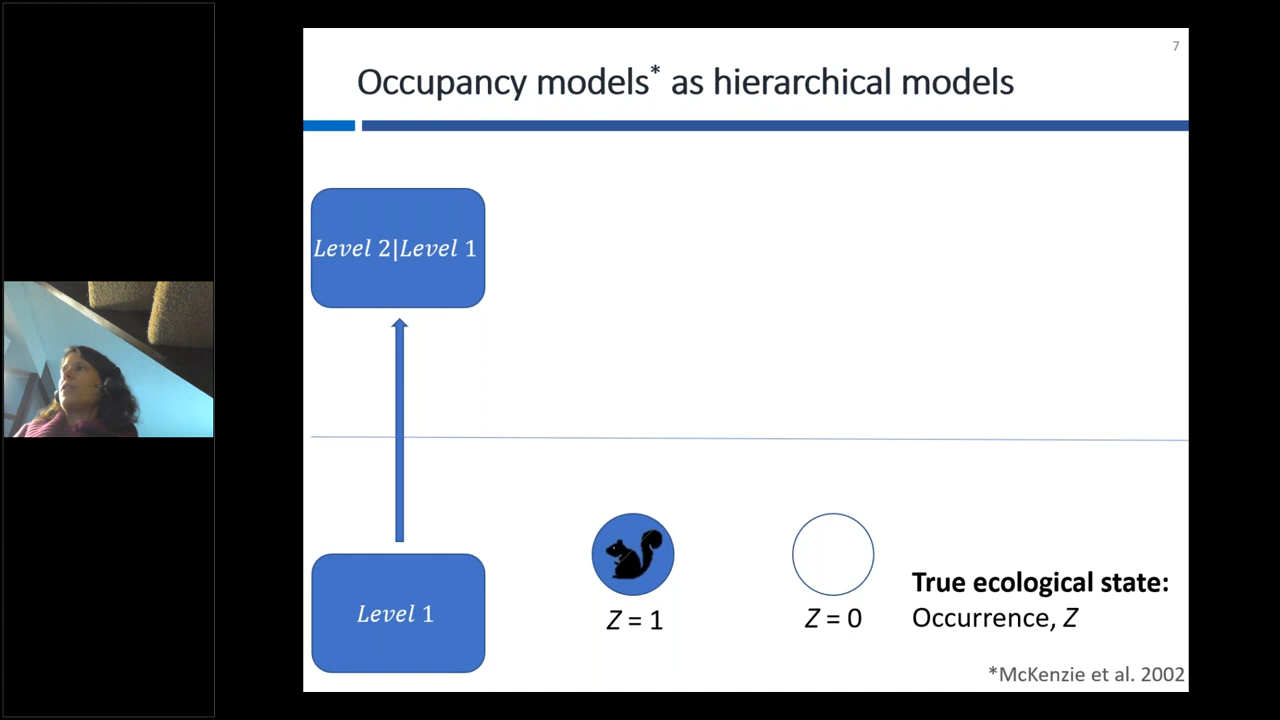 7
Occupancy models* as hierarchical models
Level 2|Level 1
Level 1
Z = 1
Z = 0
True ecological state:
Occurrence, Z
*McKenzie et al. 2002